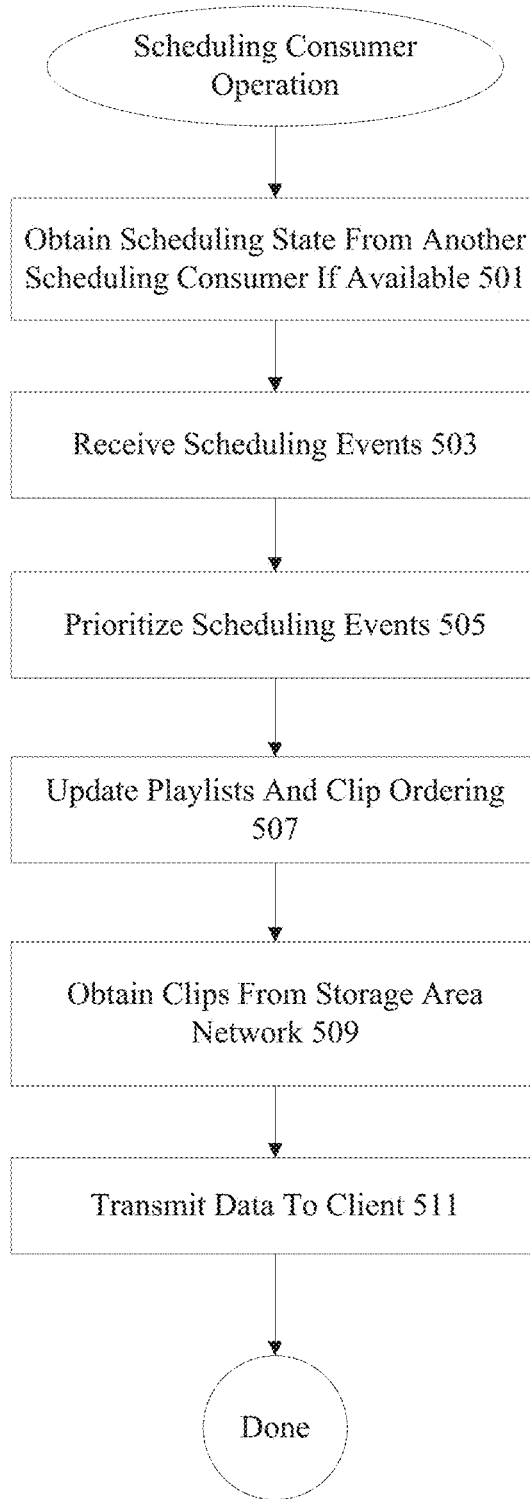 Scheduling Consumer
Operation
Obtain Scheduling State From Another
Scheduling Consumer If Available 501
Receive Scheduling Events 503
Prioritize Scheduling Events 505
Update Playlists And Clip Ordering
507
Obtain Clips From Storage Area
Network 509
Transmit Data To Client 511
Done